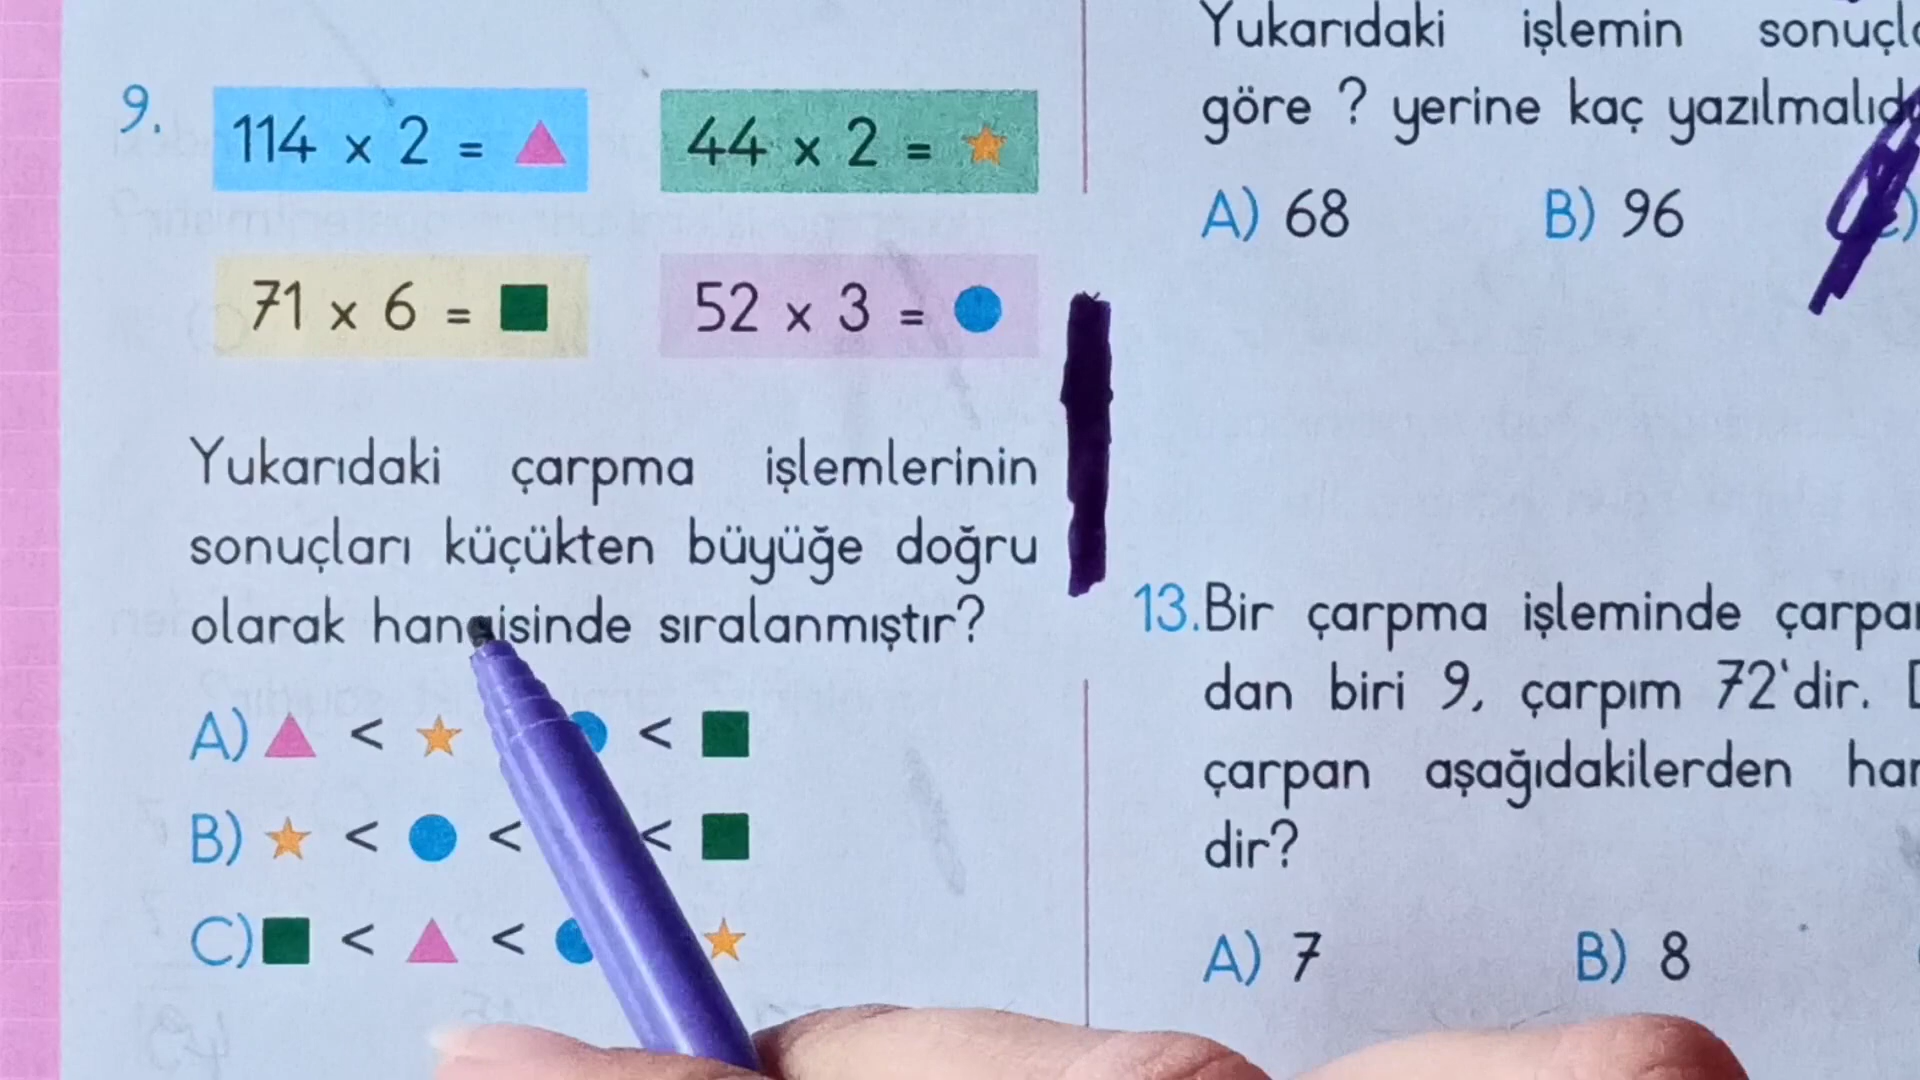 9.
114 x 2 =
44 x 2 =
71 x 6 =
52 x 3 =
Yukarıdaki çarpma işlemlerinin
sonuçları küçükten büyüğe doğru
olarak hangisinde sıralanmıştır?
A) < <
B) < < <
C) < <
Yukarıdaki işlemin
göre ? yerine kaç
A) 68 B) 96
13. Bir çarpma işleminde
dan biri 9, çarpım 72'dir.
çarpan aşağıdakilerden
dir?
A) 7 B) 8